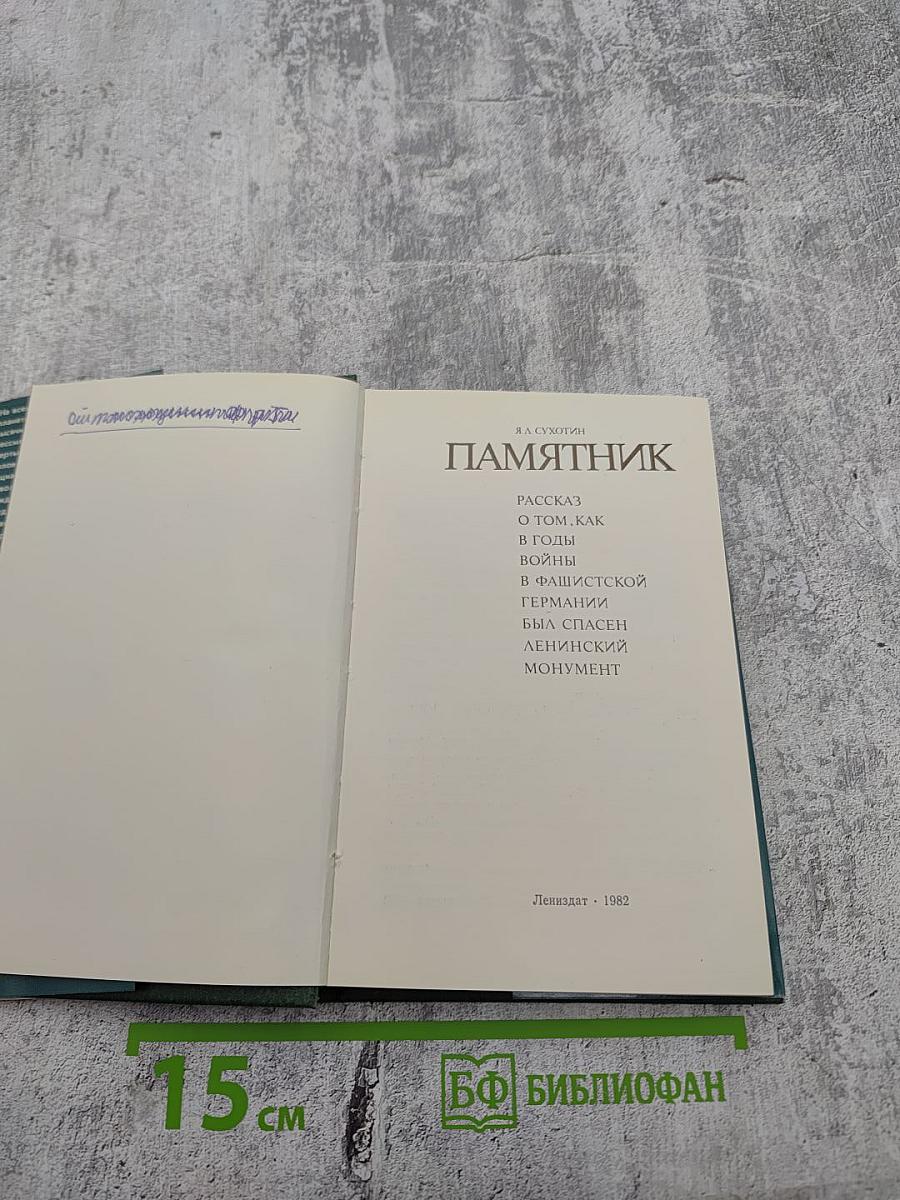 Я. Л. СУХОТИН
ПАМЯТНИК
РАССКАЗ
О ТОМ, КАК
В ГОДЫ
ВОЙНЫ
В ФАШИСТСКОЙ
ГЕРМАНИИ
БЫЛ СПАСЕН
ЛЕНИНСКИЙ
МОНУМЕНТ
Лениздат · 1982
15 см
БФ БИБЛИОФАН